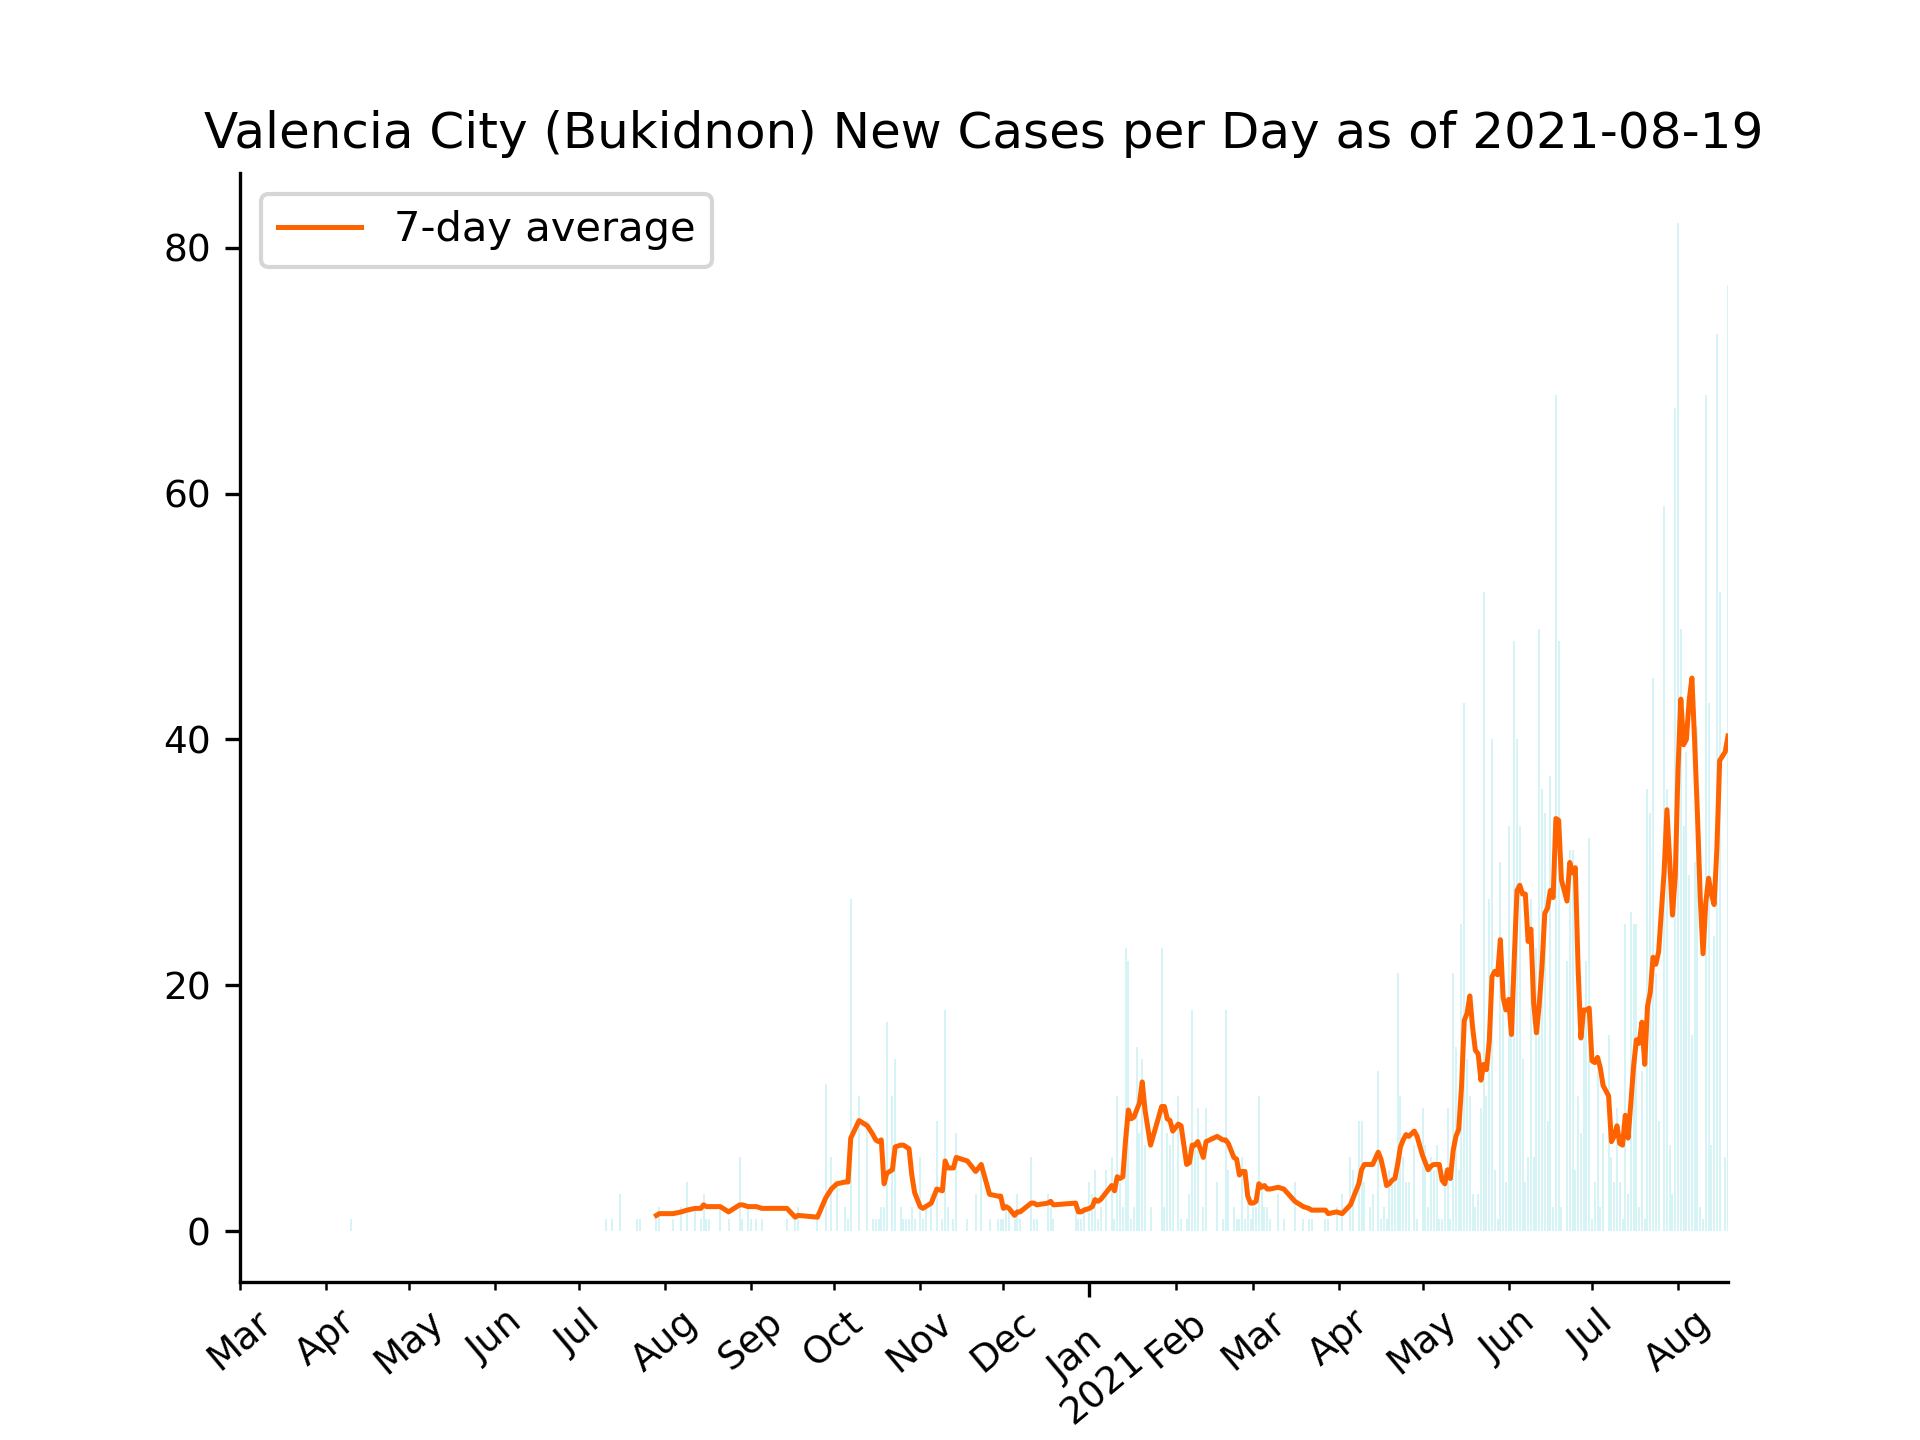 Valencia City (Bukidnon) New Cases per Day as of 2021-08-19
7-day average
80
60
40
20
0
Mar Apr May Jun Jul Aug Sep Oct Nov Dec Jan Feb Mar Apr May Jun Jul Aug
2021